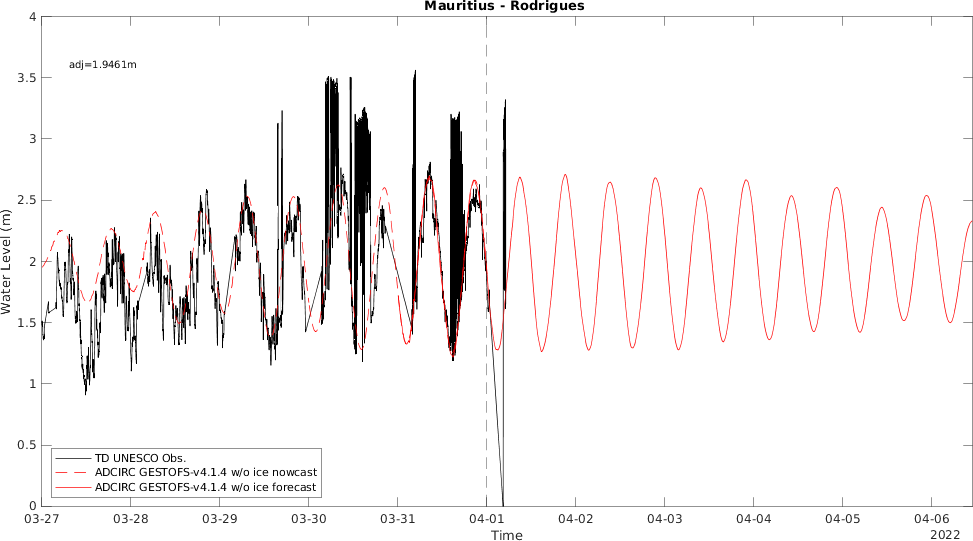 Mauritius - Rodrigues
adj=1.9461m
Water Level (m)
4
3.5
3
2.5
2
1.5
1
0.5
0
TD UNESCO Obs.
ADCIRC GESTOFS-v4.1.4 w/o ice nowcast
ADCIRC GESTOFS-v4.1.4 w/o ice forecast
03-27 03-28 03-29 03-30 03-31 04-01 04-02 04-03 04-04 04-05 04-06
Time
2022